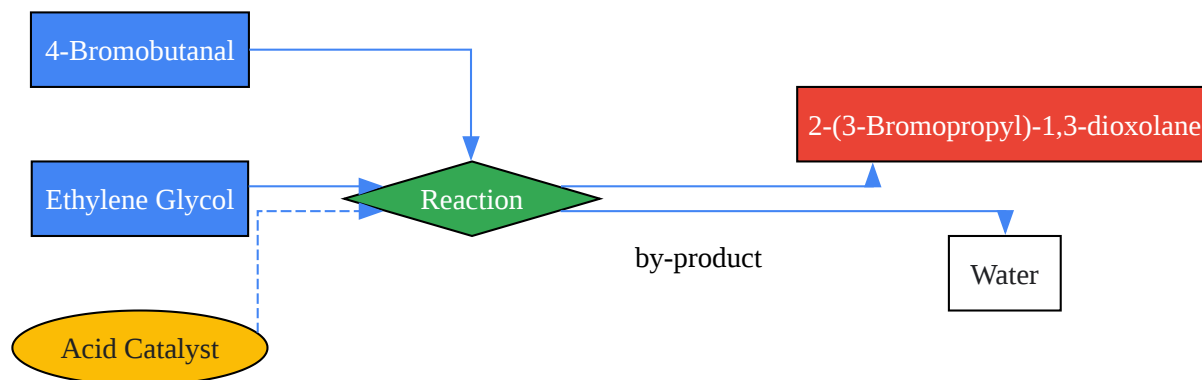 4-Bromobutanal
2-(3-Bromopropyl)-1,3-dioxolane
Ethylene Glycol
Reaction
by-product
Water
Acid Catalyst